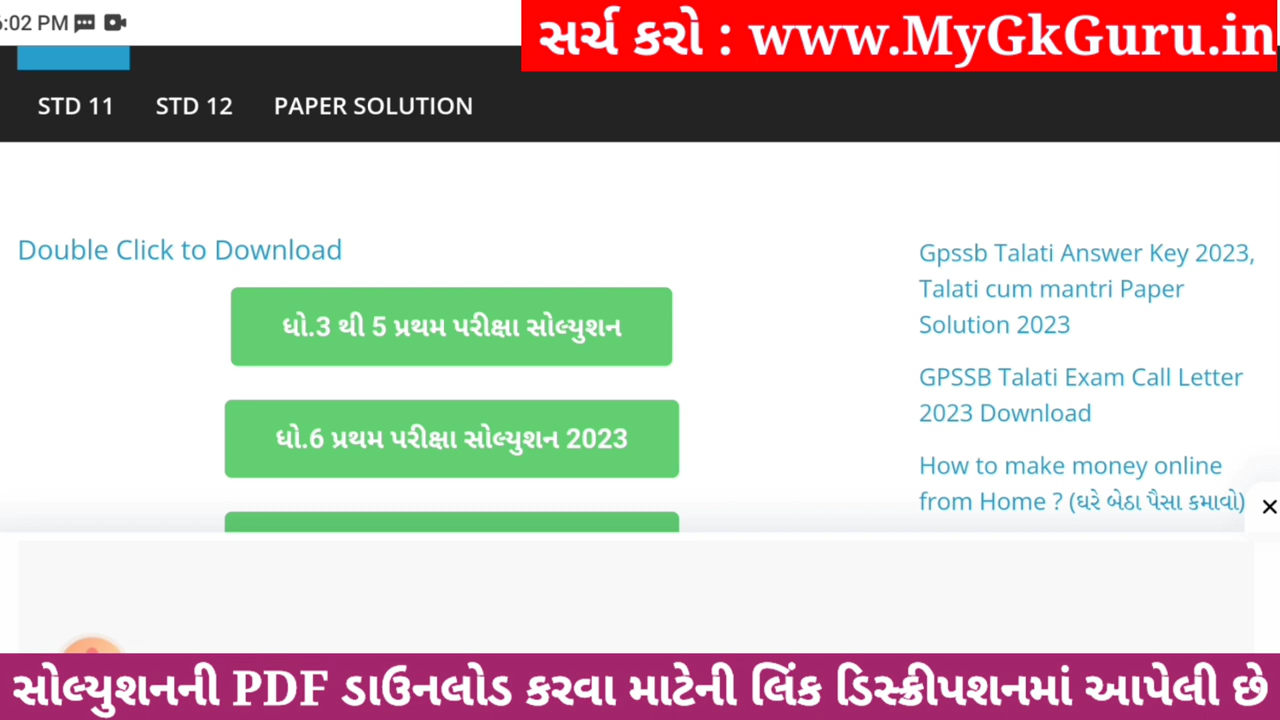 6:02 PM
સર્ચ કરો : www.MyGkGuru.in
STD 11 STD 12 PAPER SOLUTION
Double Click to Download
ધો.3 થી 5 પ્રથમ પરીક્ષા સોલ્યુશન
ધો.6 પ્રથમ પરીક્ષા સોલ્યુશન 2023
Gpssb Talati Answer Key 2023,
Talati cum mantri Paper
Solution 2023
GPSSB Talati Exam Call Letter
2023 Download
How to make money online
from Home ? (ઘરે બેઠા પૈસા કમાવો)
સોલ્યુશનની PDF ડાઉનલોડ કરવા માટેની લિંક ડિસ્ક્રીપશનમાં આપેલી છે